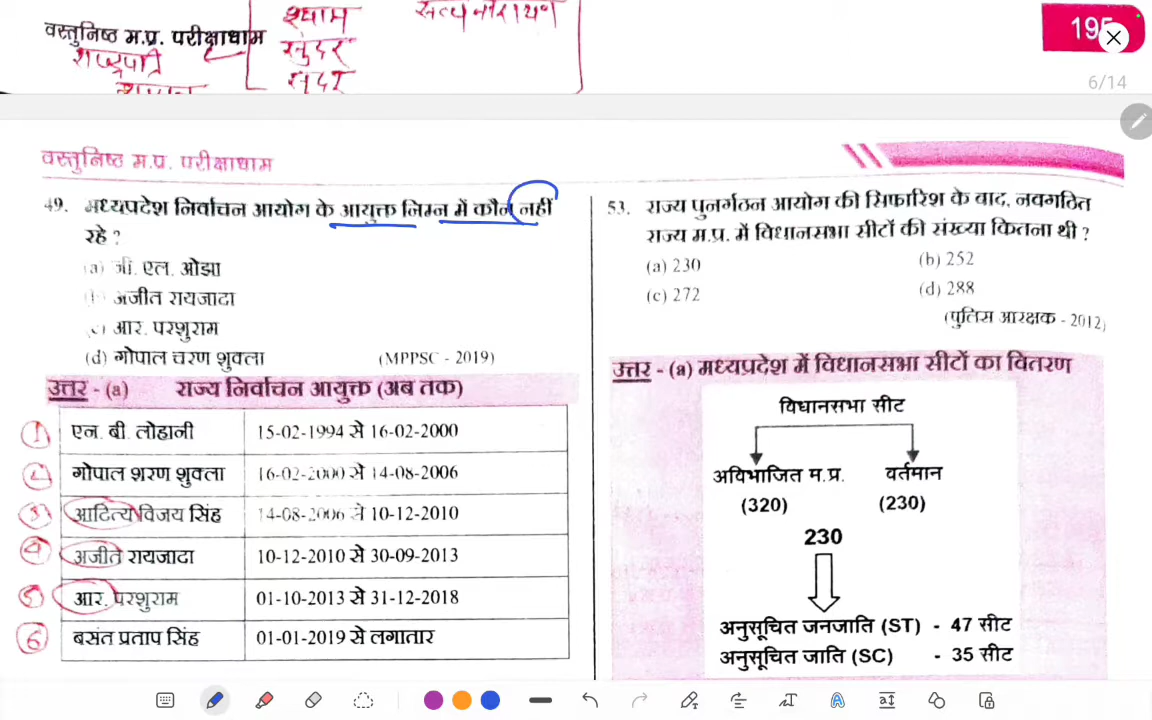 वस्तुनिष्ठ म.प्र. परीक्षाधाम
श्याम
सुंदर
सत्यनारायण
195
6/14
वस्तुनिष्ठ म.प्र. परीक्षाधाम
49. मध्यप्रदेश निर्वाचन आयोग के आयुक्त निम्न में कौन नहीं
रहे ?
(a) जी. एल. ओझा
(b) अजीत रायजादा
(c) आर. परशुराम
(d) गोपाल चरण शुक्ला (MPPSC - 2019)
उत्तर - (a) राज्य निर्वाचन आयुक्त (अब तक)
1 एन. बी. लोहानी 15-02-1994 से 16-02-2000
2 गोपाल शरण शुक्ला 16-02-2000 से 14-08-2006
3 आदित्य विजय सिंह 14-08-2006 से 10-12-2010
4 अजीत रायजादा 10-12-2010 से 30-09-2013
5 आर. परशुराम 01-10-2013 से 31-12-2018
6 बसंत प्रताप सिंह 01-01-2019 से लगातार
53. राज्य पुनर्गठन आयोग की सिफारिश के बाद, नवगठित
राज्य म.प्र. में विधानसभा सीटों की संख्या कितना थी ?
(a) 230 (b) 252
(c) 272 (d) 288
(पुलिस आरक्षक - 2012)
उत्तर - (a) मध्यप्रदेश में विधानसभा सीटों का वितरण
विधानसभा सीट
अविभाजित म.प्र. वर्तमान
(320) (230)
230
अनुसूचित जनजाति (ST) - 47 सीट
अनुसूचित जाति (SC) - 35 सीट